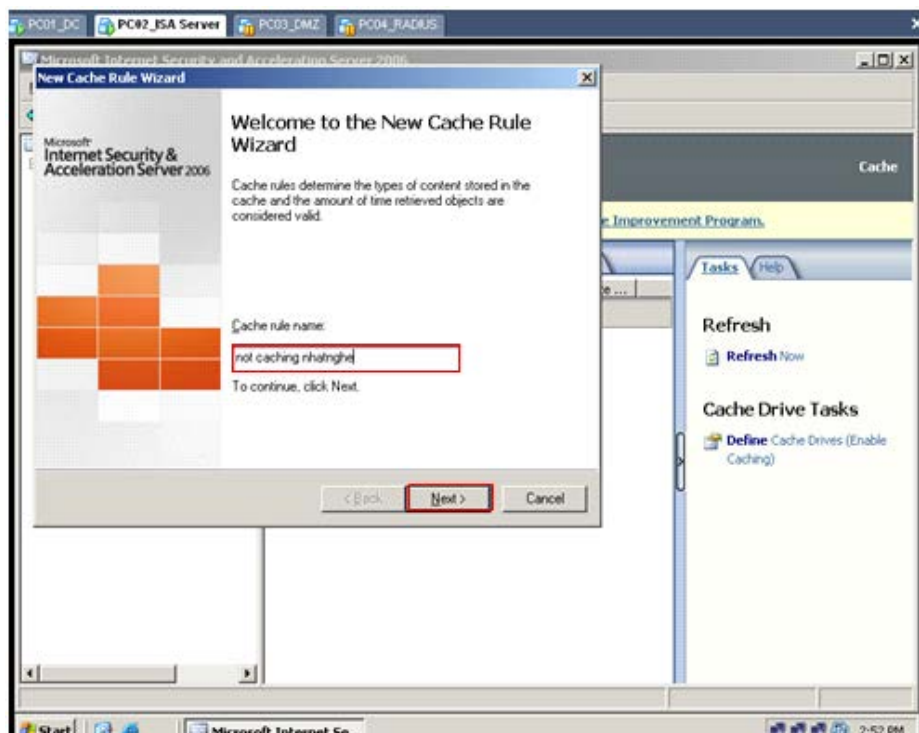 PC01_DC PC02_ISA Server PC03_DMZ PC04_RADIUS
Microsoft Internet Security and Acceleration Server 2006
New Cache Rule Wizard
Microsoft
Internet Security &
Acceleration Server 2006
Welcome to the New Cache Rule
Wizard
Cache rules determine the types of content stored in the
cache and the amount of time retrieved objects are
considered valid.
Cache rule name:
not caching nhatnghe
To continue, click Next.
< Back Next > Cancel
Cache
Improvement Program.
Tasks Help
Refresh
Refresh Now
Cache Drive Tasks
Define Cache Drives (Enable
Caching)
Start Microsoft Internet Se... 2:52 PM